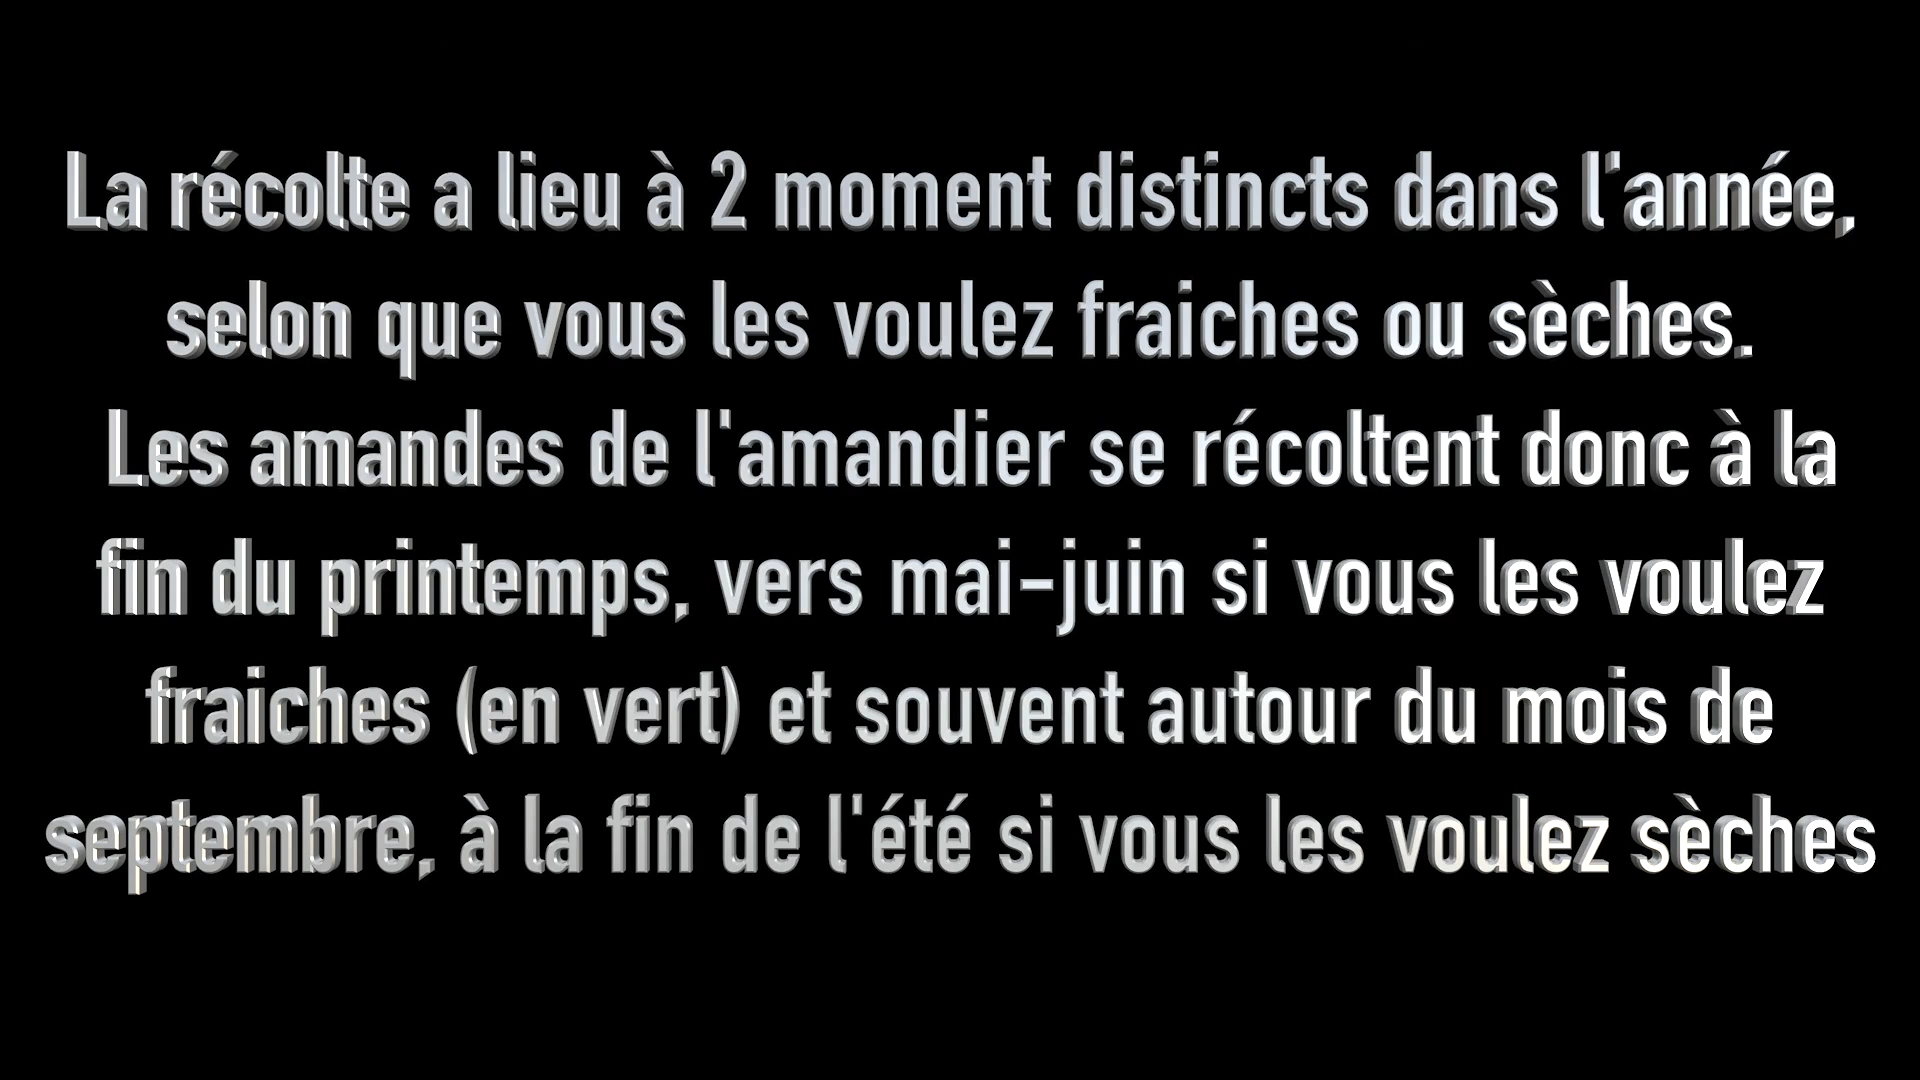 La récolte a lieu à 2 moment distincts dans l'année,
selon que vous les voulez fraiches ou sèches.
Les amandes de l'amandier se récoltent donc à la
fin du printemps, vers mai-juin si vous les voulez
fraiches (en vert) et souvent autour du mois de
septembre, à la fin de l'été si vous les voulez sèches